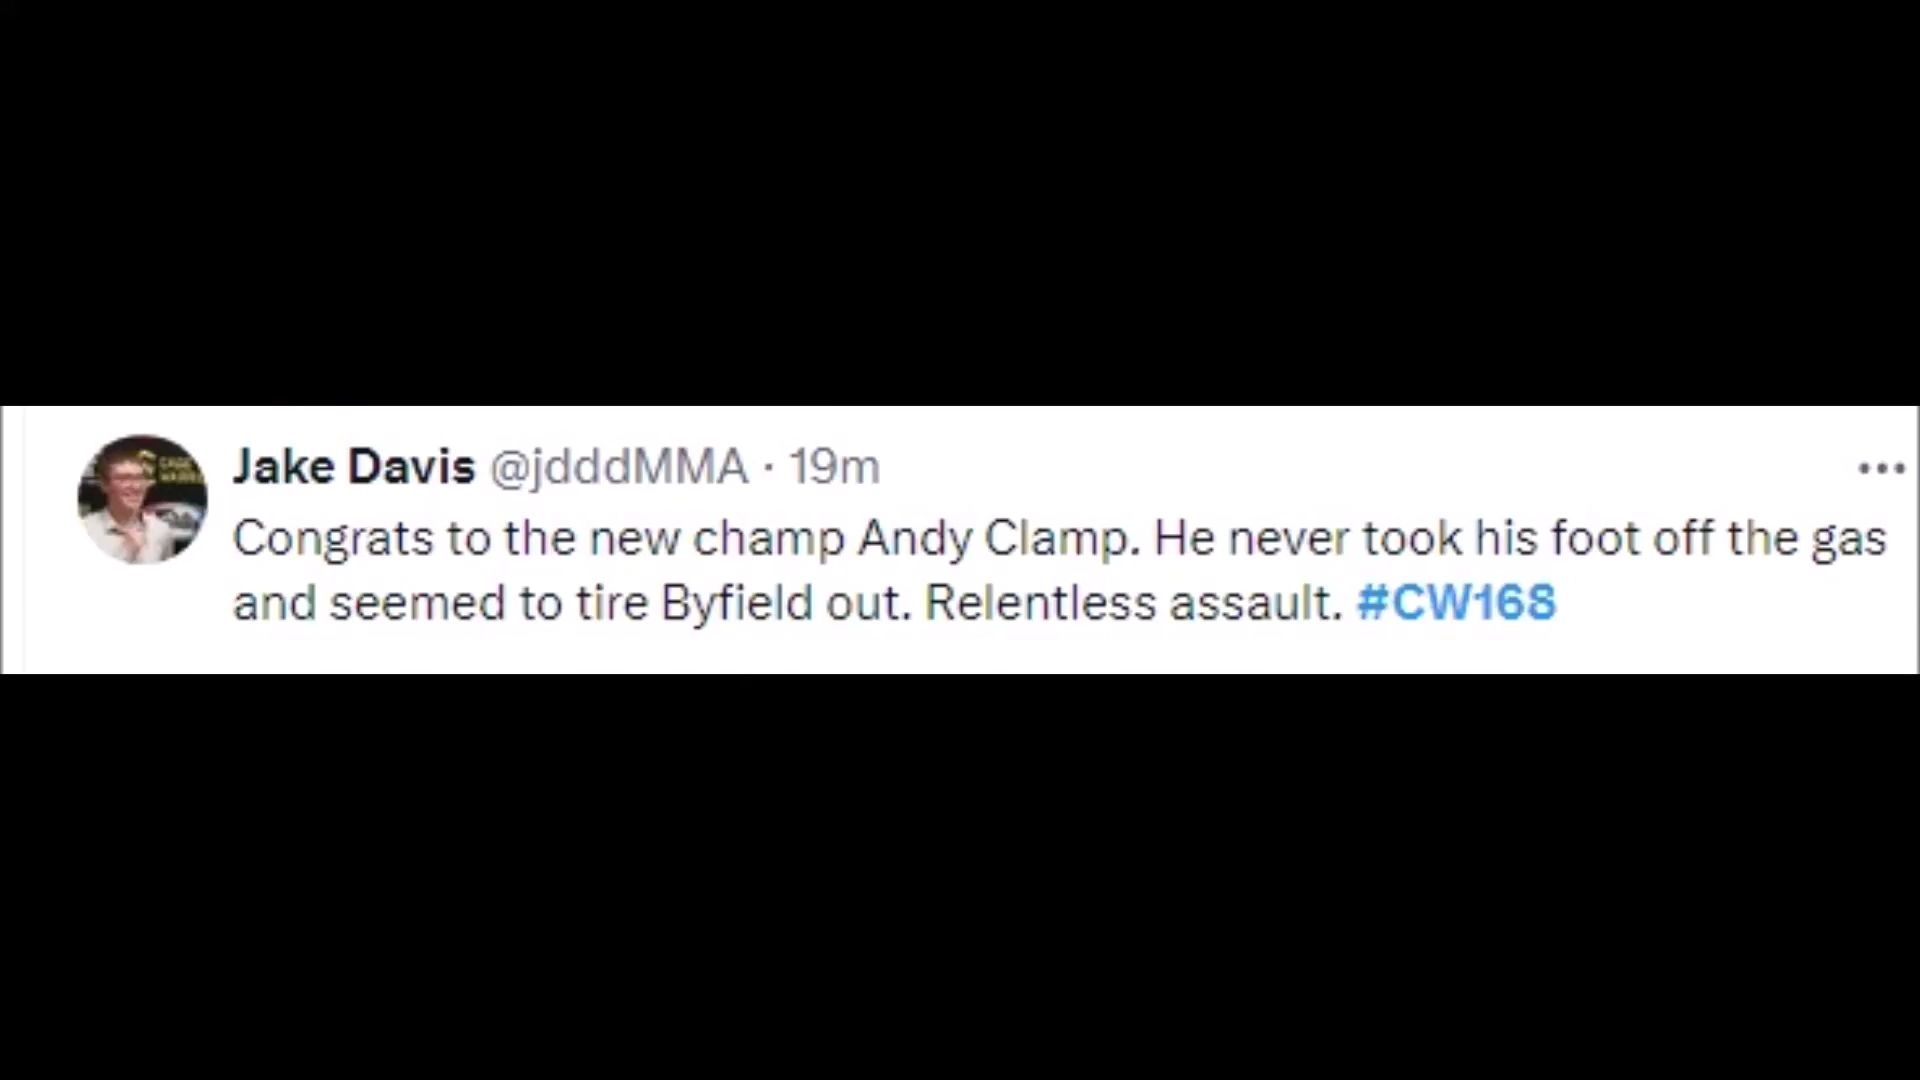 Jake Davis @jdddMMA · 19m
Congrats to the new champ Andy Clamp. He never took his foot off the gas
and seemed to tire Byfield out. Relentless assault. #CW168